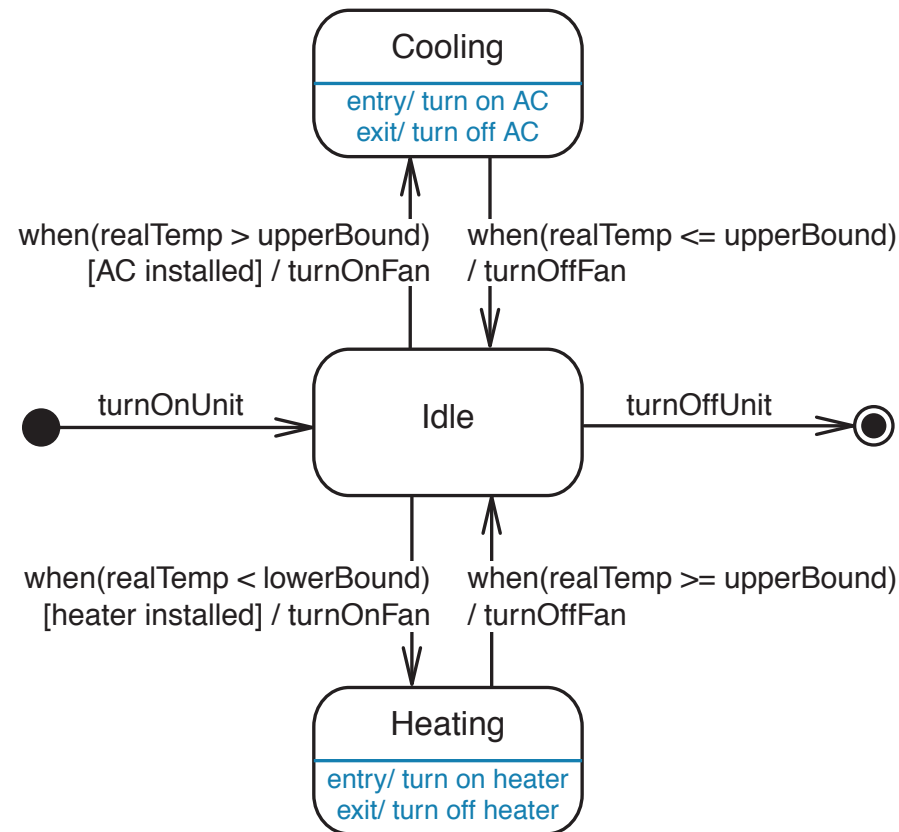 Cooling
entry/ turn on AC
exit/ turn off AC
when(realTemp > upperBound)
[AC installed] / turnOnFan
when(realTemp <= upperBound)
/ turnOffFan
turnOnUnit
Idle
turnOffUnit
when(realTemp < lowerBound)
[heater installed] / turnOnFan
when(realTemp >= upperBound)
/ turnOffFan
Heating
entry/ turn on heater
exit/ turn off heater